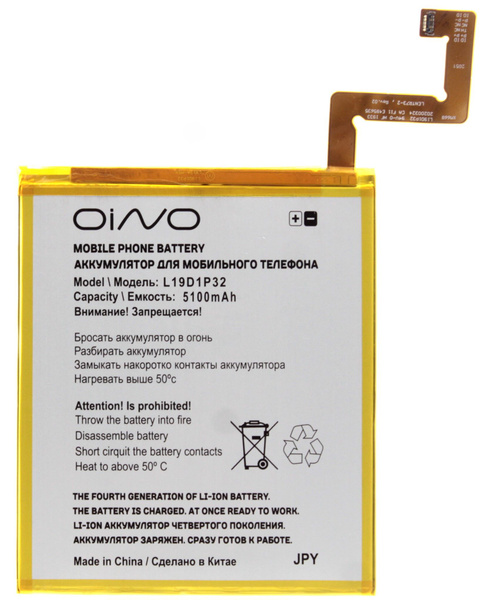 OiNO
MOBILE PHONE BATTERY
АККУМУЛЯТОР ДЛЯ МОБИЛЬНОГО ТЕЛЕФОНА
Model \ Модель: L19D1P32
Capacity \ Емкость: 5100mAh
Внимание! Запрещается!
Бросать аккумулятор в огонь
Разбирать аккумулятор
Замыкать накоротко контакты аккумулятора
Нагревать выше 50ºс
Attention! Is prohibited!
Throw the battery into fire
Disassemble battery
Short cirquit the battery contacts
Heat to above 50º C
THE FOURTH GENERATION OF LI-ION BATTERY.
THE BATTERY IS CHARGED. AT ONCE READY TO WORK.
LI-ION АККУМУЛЯТОР ЧЕТВЕРТОГО ПОКОЛЕНИЯ.
АККУМУЛЯТОР ЗАРЯЖЕН. СРАЗУ ГОТОВ К РАБОТЕ.
Made in China / Сделано в Китае
JPY